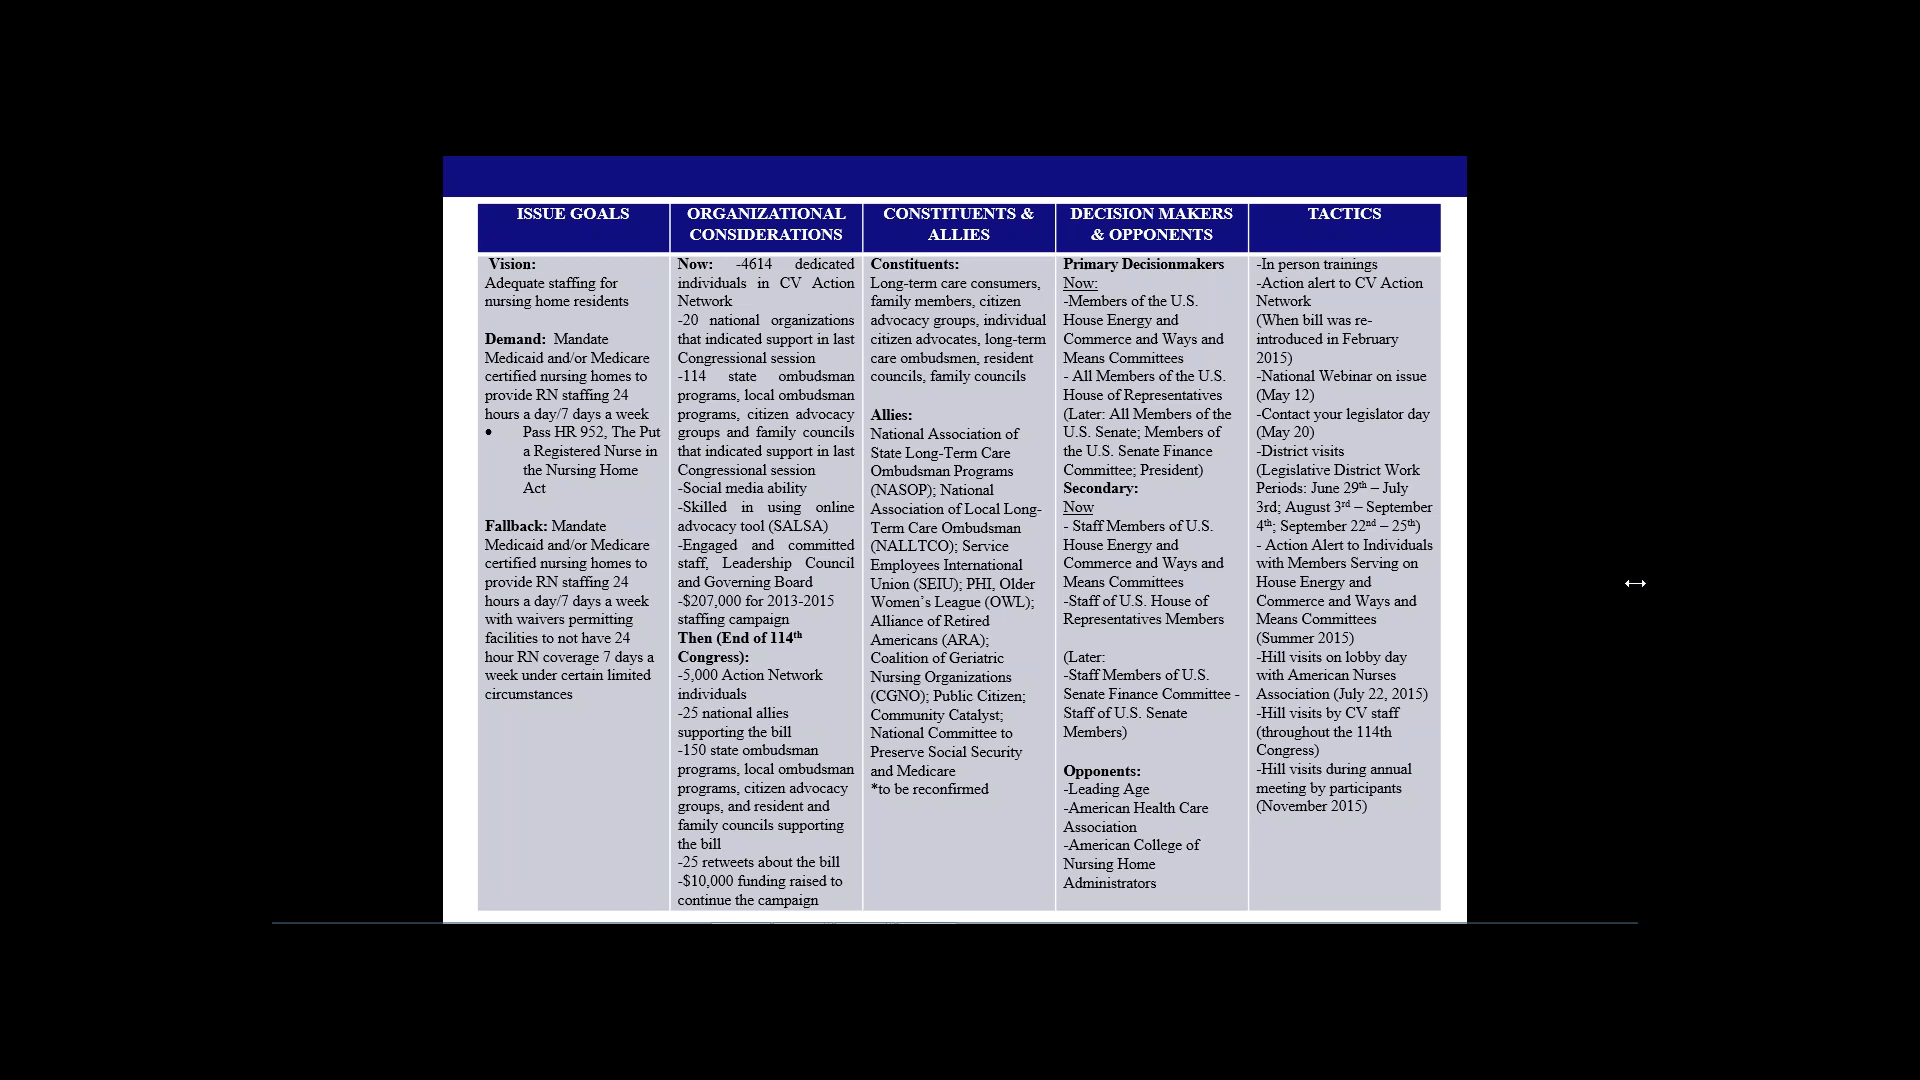 ISSUE GOALS
Vision:
Adequate staffing for
nursing home residents
Demand: Mandate
Medicaid and/or Medicare
certified nursing homes to
provide RN staffing 24
hours a day/7 days a week
• Pass HR 952, The Put
a Registered Nurse in
the Nursing Home
Act
Fallback: Mandate
Medicaid and/or Medicare
certified nursing homes to
provide RN staffing 24
hours a day/7 days a week
with waivers permitting
facilities to not have 24
hour RN coverage 7 days a
week under certain limited
circumstances
ORGANIZATIONAL
CONSIDERATIONS
Now: -4614 dedicated
individuals in CV Action
Network
-20 national organizations
that indicated support in last
Congressional session
-114 state ombudsman
programs, local ombudsman
programs, citizen advocacy
groups and family councils
that indicated support in last
Congressional session
-Social media ability
-Skilled in using online
advocacy tool (SALSA)
-Engaged and committed
staff, Leadership Council
and Governing Board
-$207,000 for 2013-2015
staffing campaign
Then (End of 114th
Congress):
-5,000 Action Network
individuals
-25 national allies
supporting the bill
-150 state ombudsman
programs, local ombudsman
programs, citizen advocacy
groups, and resident and
family councils supporting
the bill
-25 retweets about the bill
-$10,000 funding raised to
continue the campaign
CONSTITUENTS &
ALLIES
Constituents:
Long-term care consumers,
family members, citizen
advocacy groups, individual
citizen advocates, long-term
care ombudsmen, resident
councils, family councils
Allies:
National Association of
State Long-Term Care
Ombudsman Programs
(NASOP); National
Association of Local Long-
Term Care Ombudsman
(NALLTCO); Service
Employees International
Union (SEIU); PHI, Older
Women's League (OWL);
Alliance of Retired
Americans (ARA);
Coalition of Geriatric
Nursing Organizations
(CGNO); Public Citizen;
Community Catalyst;
National Committee to
Preserve Social Security
and Medicare
*to be reconfirmed
DECISION MAKERS
& OPPONENTS
Primary Decisionmakers
Now:
-Members of the U.S.
House Energy and
Commerce and Ways and
Means Committees
- All Members of the U.S.
House of Representatives
(Later: All Members of the
U.S. Senate; Members of
the U.S. Senate Finance
Committee; President)
Secondary:
Now
- Staff Members of U.S.
House Energy and
Commerce and Ways and
Means Committees
-Staff of U.S. House of
Representatives Members
(Later:
-Staff Members of U.S.
Senate Finance Committee -
Staff of U.S. Senate
Members)
Opponents:
-Leading Age
-American Health Care
Association
-American College of
Nursing Home
Administrators
TACTICS
-In person trainings
-Action alert to CV Action
Network
(When bill was re-
introduced in February
2015)
-National Webinar on issue
(May 12)
-Contact your legislator day
(May 20)
-District visits
(Legislative District Work
Periods: June 29th – July
3rd; August 3rd – September
4th; September 22nd – 25th)
- Action Alert to Individuals
with Members Serving on
House Energy and
Commerce and Ways and
Means Committees
(Summer 2015)
-Hill visits on lobby day
with American Nurses
Association (July 22, 2015)
-Hill visits by CV staff
(throughout the 114th
Congress)
-Hill visits during annual
meeting by participants
(November 2015)